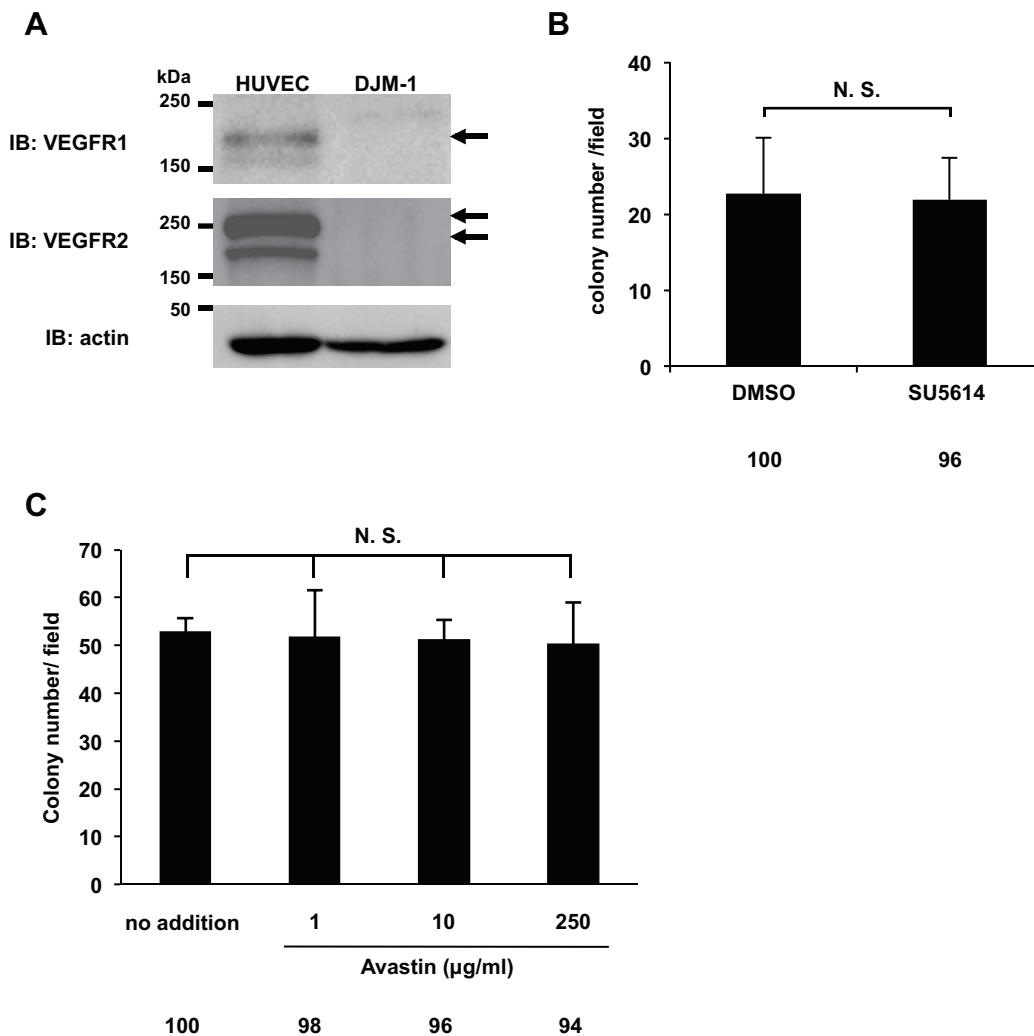 A
kDa
HUVEC DJM-1
250
IB: VEGFR1
150
250
IB: VEGFR2
150
50
IB: actin
B
40
30
20
10
0
colony number /field
N. S.
DMSO SU5614
100 96
C
70
60
50
40
30
20
10
0
Colony number/ field
N. S.
no addition 1 10 250
Avastin (µg/ml)
100 98 96 94